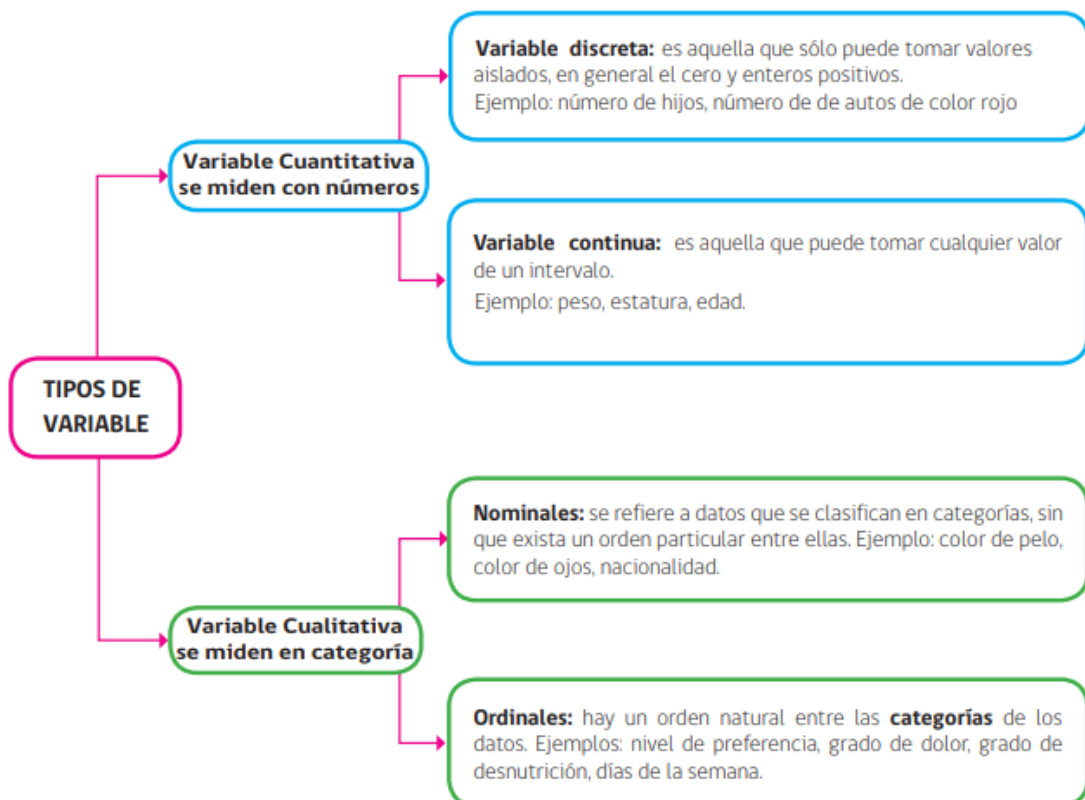 TIPOS DE
VARIABLE
Variable Cuantitativa
se miden con números
Variable discreta: es aquella que sólo puede tomar valores
aislados, en general el cero y enteros positivos.
Ejemplo: número de hijos, número de de autos de color rojo
Variable continua: es aquella que puede tomar cualquier valor
de un intervalo.
Ejemplo: peso, estatura, edad.
Variable Cualitativa
se miden en categoría
Nominales: se refiere a datos que se clasifican en categorías, sin
que exista un orden particular entre ellas. Ejemplo: color de pelo,
color de ojos, nacionalidad.
Ordinales: hay un orden natural entre las categorías de los
datos. Ejemplos: nivel de preferencia, grado de dolor, grado de
desnutrición, días de la semana.